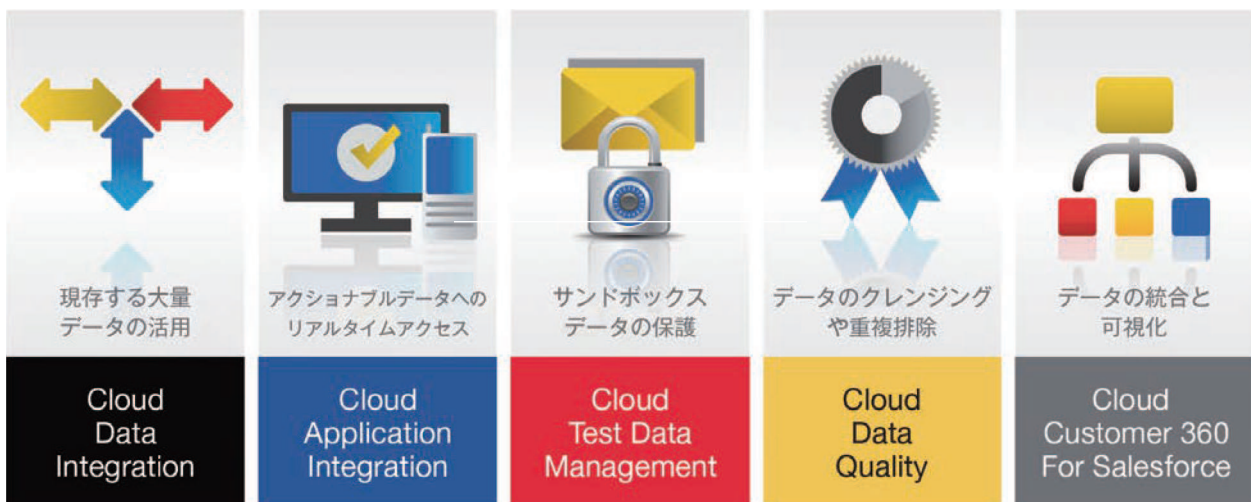 現存する大量
データの活用
Cloud
Data
Integration
アクショナブルデータへの
リアルタイムアクセス
Cloud
Application
Integration
サンドボックス
データの保護
Cloud
Test Data
Management
データのクレンジング
や重複排除
Cloud
Data
Quality
データの統合と
可視化
Cloud
Customer 360
For Salesforce